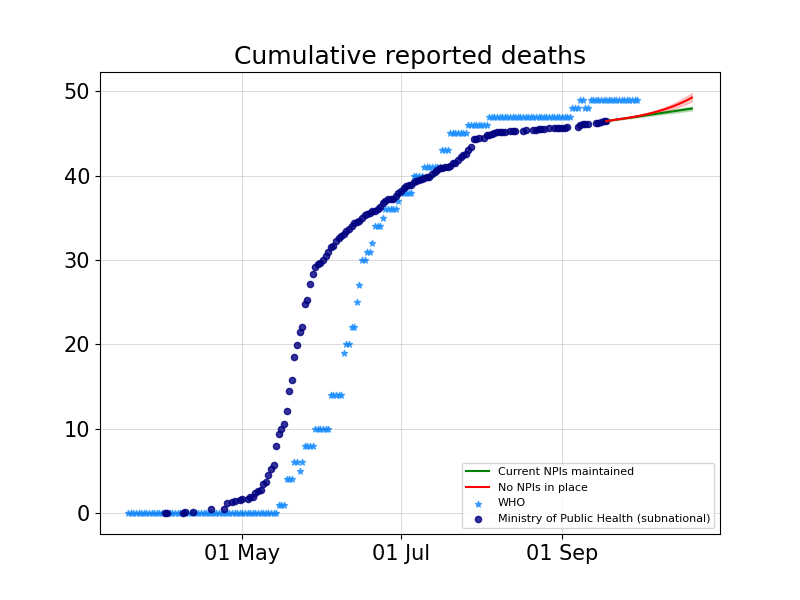 Cumulative reported deaths
50
40
30
20
10
0
01 May 01 Jul 01 Sep
Current NPIs maintained
No NPIs in place
WHO
Ministry of Public Health (subnational)